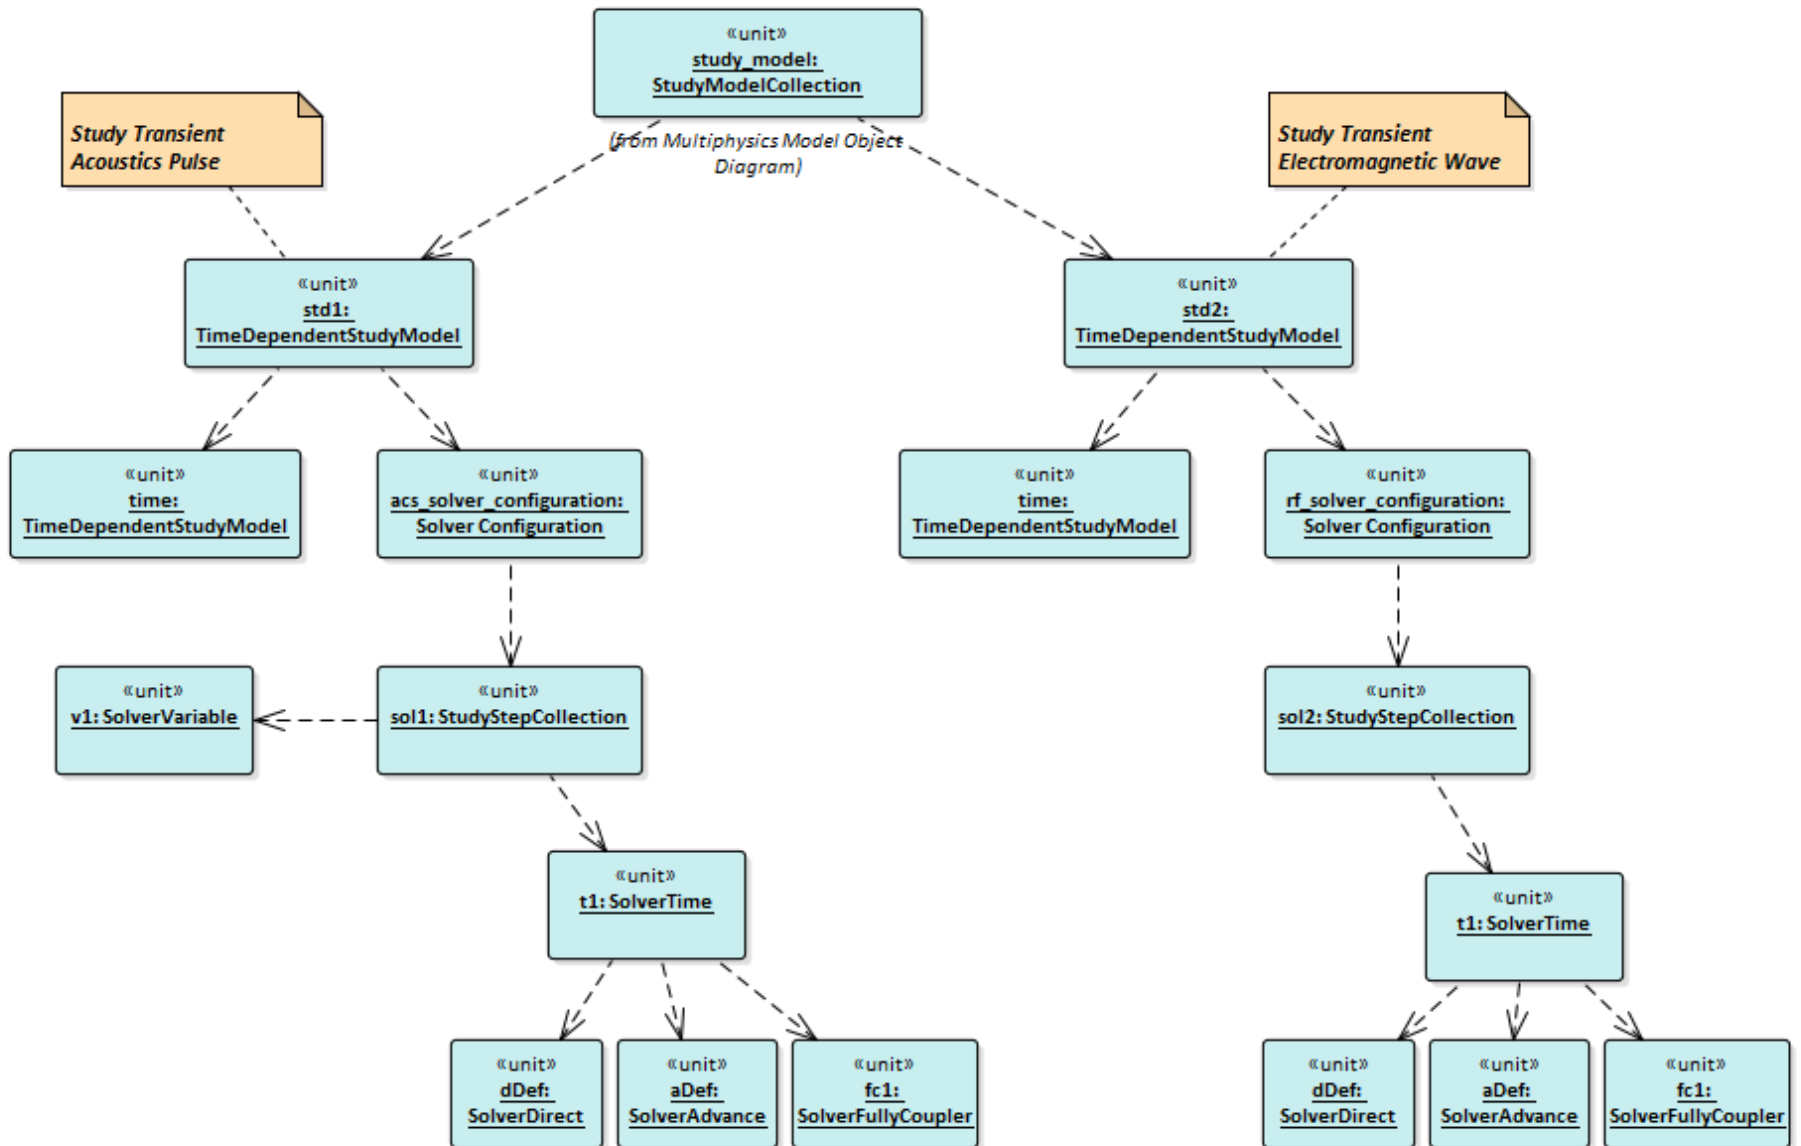 «unit»
study_model:
StudyModelCollection
(from Multiphysics Model Object
Diagram)
Study Transient
Acoustics Pulse
Study Transient
Electromagnetic Wave
«unit»
std1:
TimeDependentStudyModel
«unit»
std2:
TimeDependentStudyModel
«unit»
time:
TimeDependentStudyModel
«unit»
acs_solver_configuration:
Solver Configuration
«unit»
time:
TimeDependentStudyModel
«unit»
rf_solver_configuration:
Solver Configuration
«unit»
v1: SolverVariable
«unit»
sol1: StudyStepCollection
«unit»
sol2: StudyStepCollection
«unit»
t1: SolverTime
«unit»
t1: SolverTime
«unit»
dDef:
SolverDirect
«unit»
aDef:
SolverAdvance
«unit»
fc1:
SolverFullyCoupler
«unit»
dDef:
SolverDirect
«unit»
aDef:
SolverAdvance
«unit»
fc1:
SolverFullyCoupler